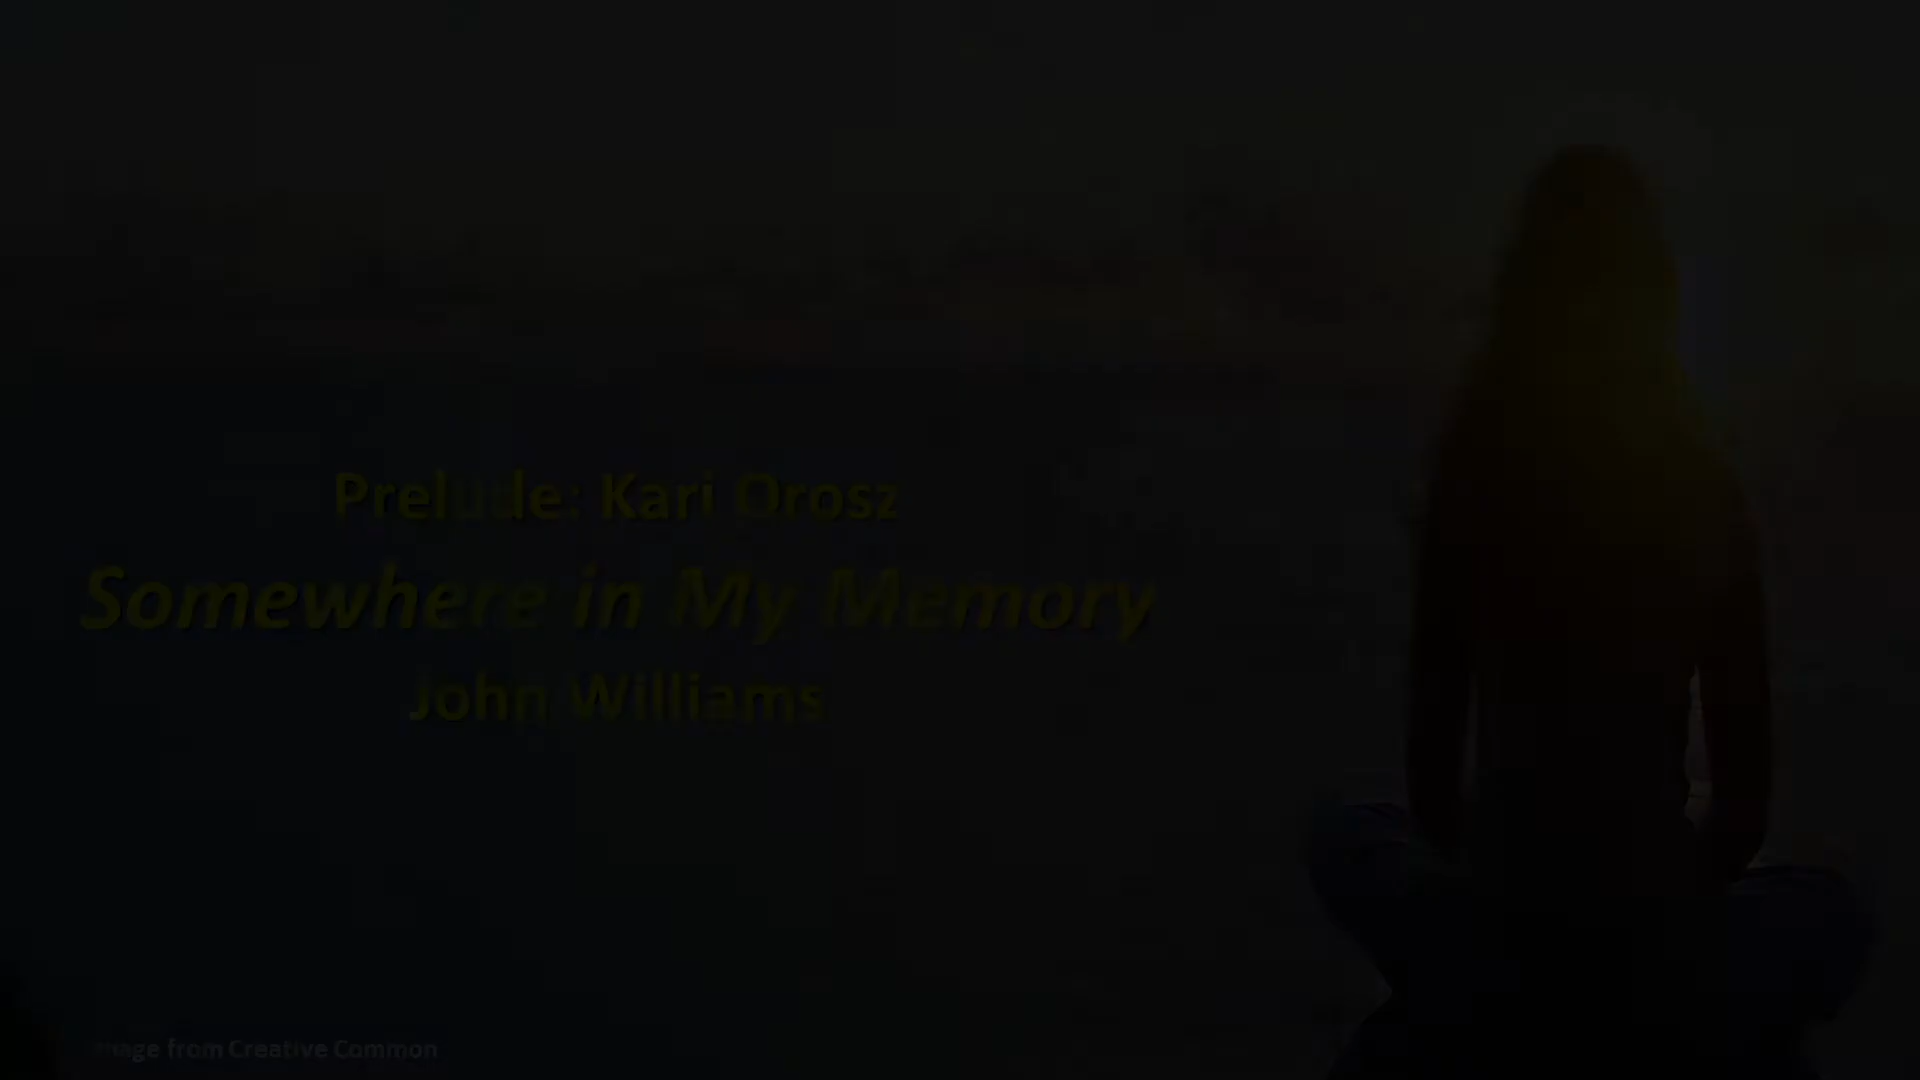 Prelude: Kari Orosz
Somewhere in My Memory
John Williams
Image from Creative Common